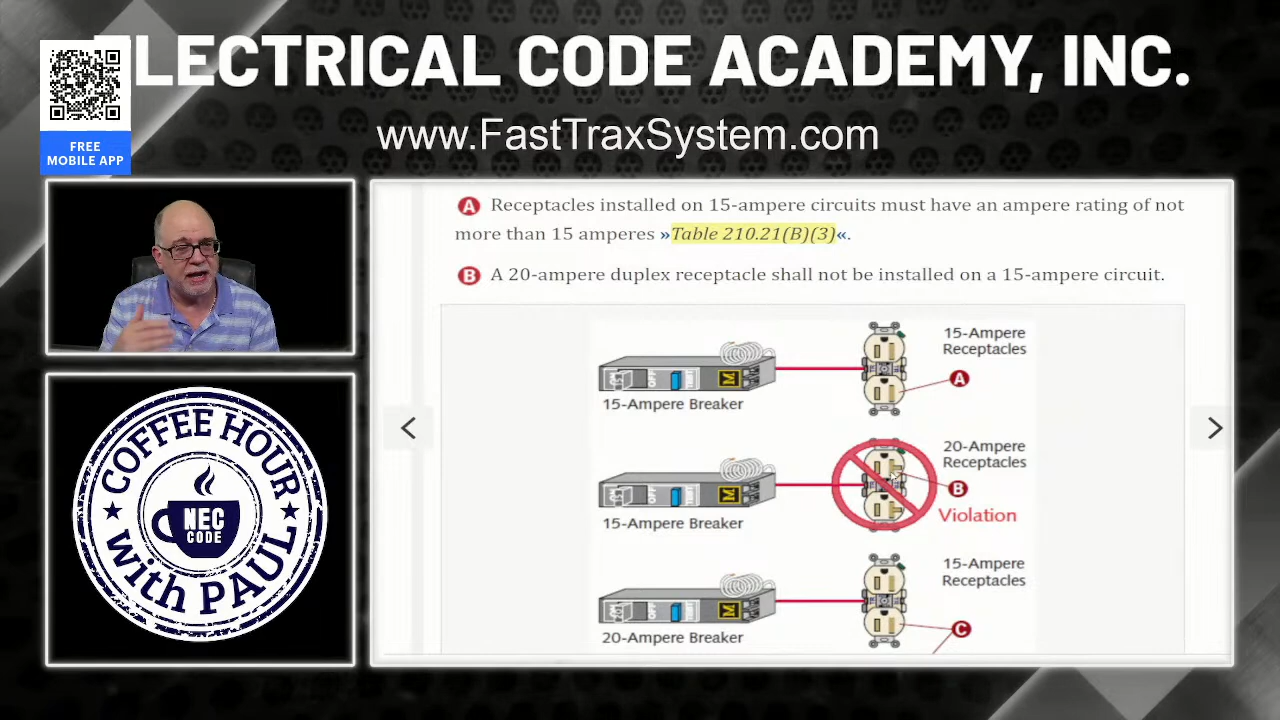 ELECTRICAL CODE ACADEMY, INC.
www.FastTraxSystem.com
FREE
MOBILE APP
A Receptacles installed on 15-ampere circuits must have an ampere rating of not
more than 15 amperes »Table 210.21(B)(3)«.
B A 20-ampere duplex receptacle shall not be installed on a 15-ampere circuit.
15-Ampere
Receptacles
A
15-Ampere Breaker
20-Ampere
Receptacles
B
Violation
15-Ampere Breaker
15-Ampere
Receptacles
C
20-Ampere Breaker
COFFEE HOUR
NEC
CODE
with PAUL